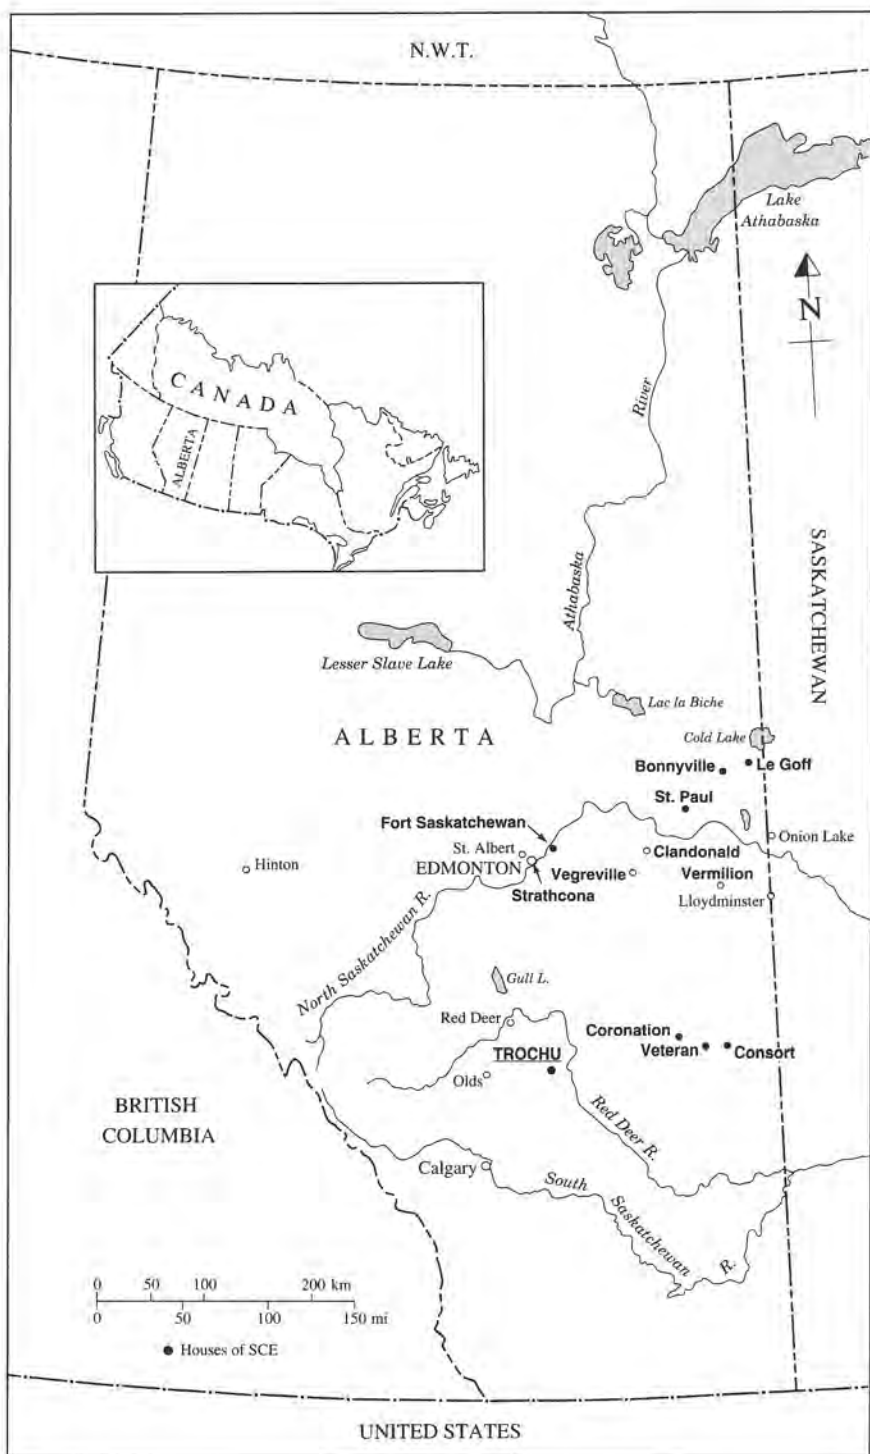 N.W.T.
Lake
Athabaska
N
CANADA
ALBERTA
River
Athabaska
SASKATCHEWAN
Lesser Slave Lake
Lac la Biche
ALBERTA
Cold Lake
Bonnyville
Le Goff
St. Paul
Fort Saskatchewan
Onion Lake
St. Albert
Clandonald
EDMONTON
Hinton
Vegreville
Vermilion
Strathcona
Lloydminster
North Saskatchewan R.
Gull L.
Red Deer
Coronation
TROCHU
Veteran
Consort
Olds
BRITISH
COLUMBIA
Red Deer R.
Calgary
South
Saskatchewan
R.
0 50 100 200 km
0 50 100 150 mi
Houses of SCE
UNITED STATES